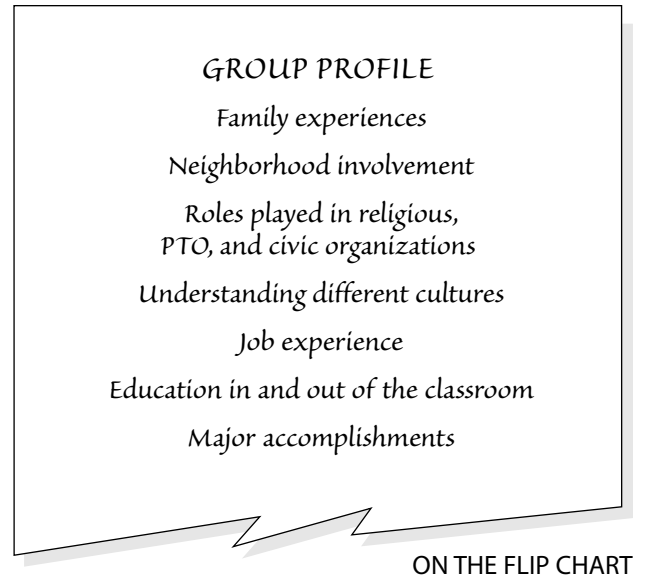 GROUP PROFILE
Family experiences
Neighborhood involvement
Roles played in religious,
PTO, and civic organizations
Understanding different cultures
Job experience
Education in and out of the classroom
Major accomplishments
ON THE FLIP CHART